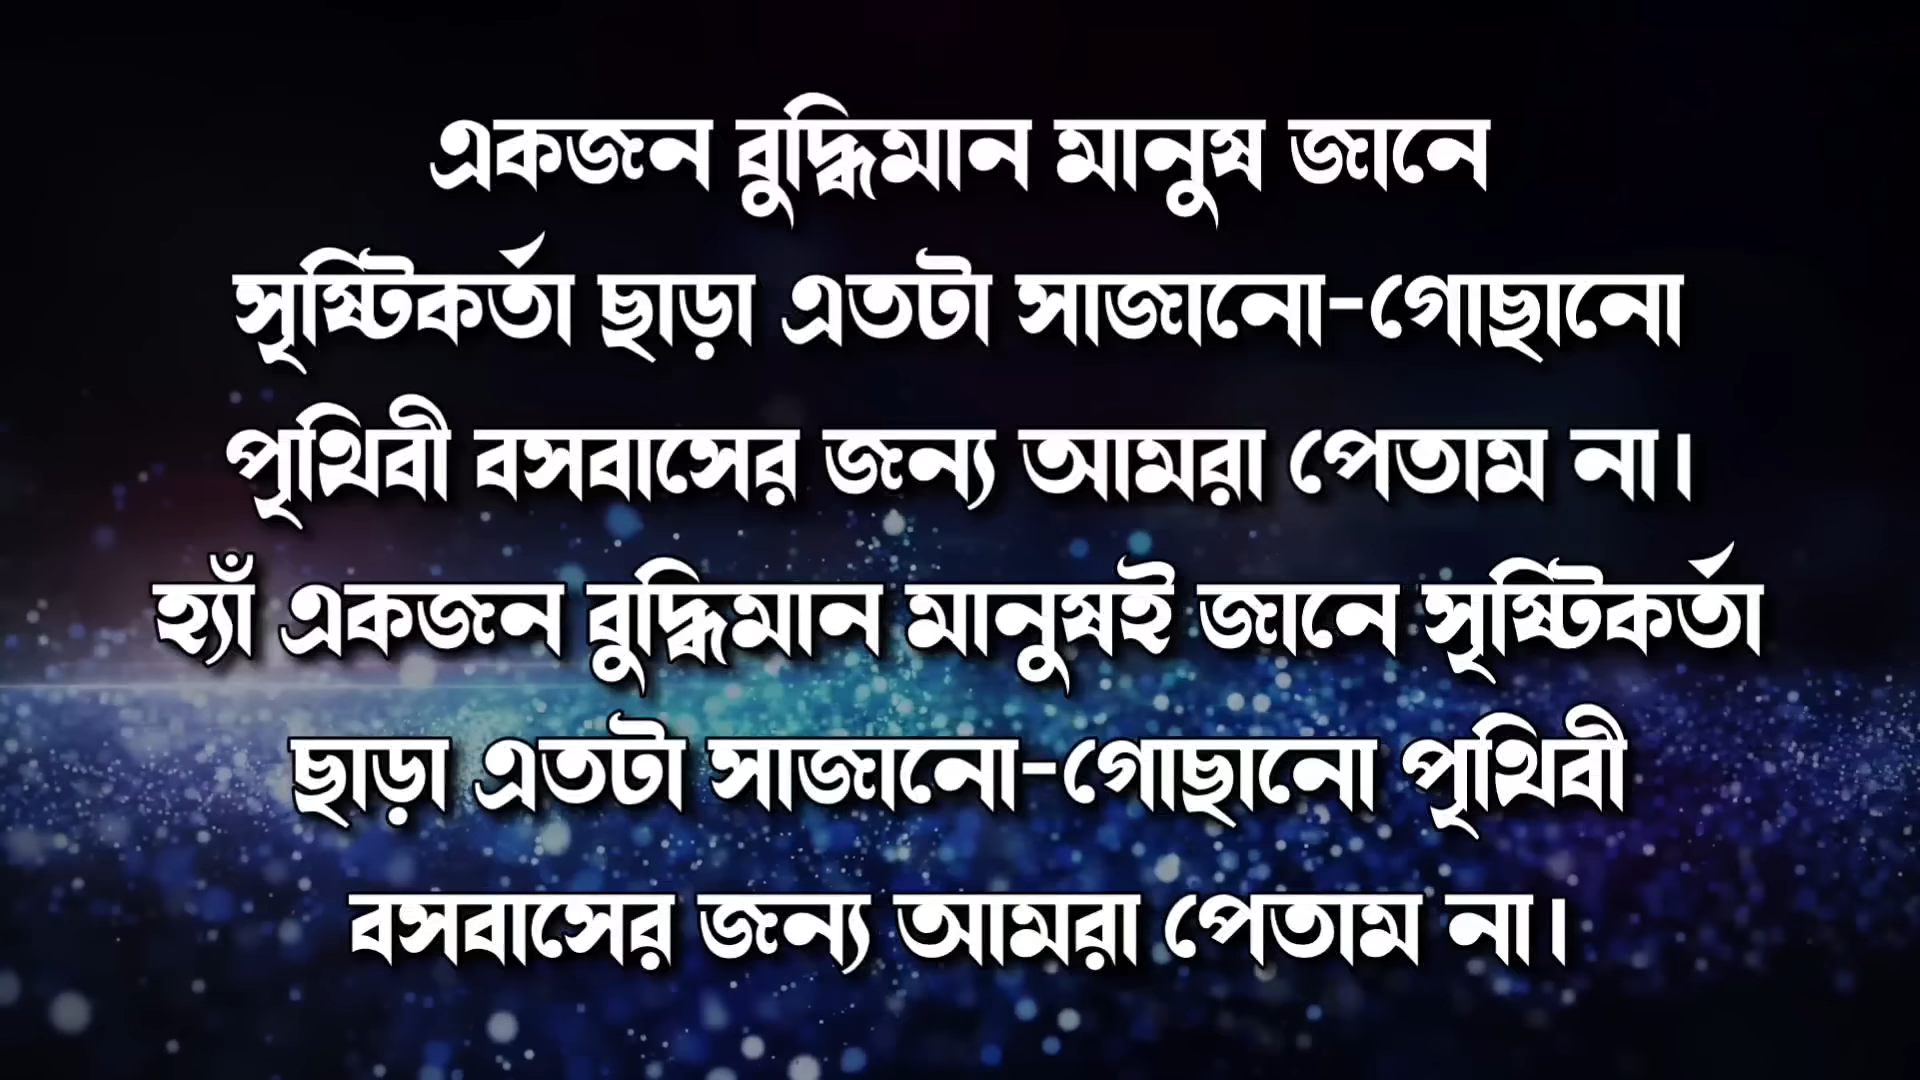 একজন বুদ্ধিমান মানুষ জানে
সৃষ্টিকর্তা ছাড়া এতটা সাজানো-গোছানো
পৃথিবী বসবাসের জন্য আমরা পেতাম না।
হ্যাঁ একজন বুদ্ধিমান মানুষই জানে সৃষ্টিকর্তা
ছাড়া এতটা সাজানো-গোছানো পৃথিবী
বসবাসের জন্য আমরা পেতাম না।